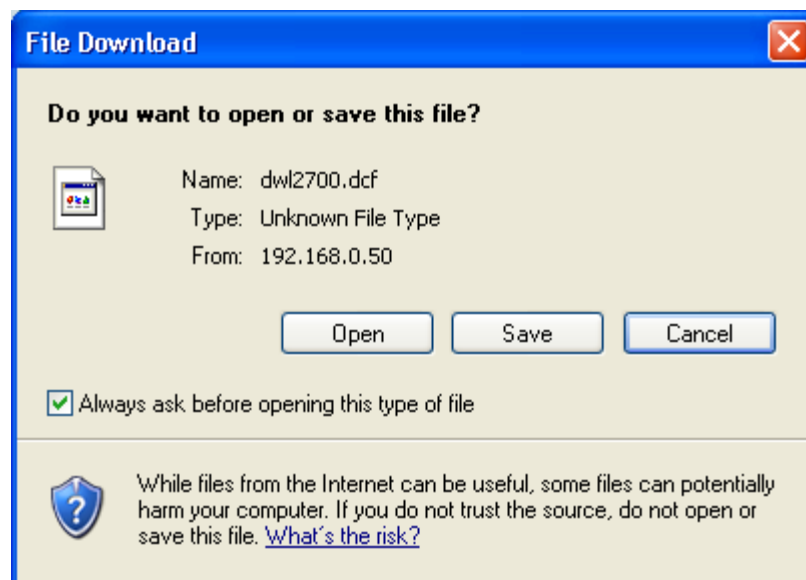 File Download
Do you want to open or save this file?
Name: dwl2700.dcf
Type: Unknown File Type
From: 192.168.0.50
Open Save Cancel
Always ask before opening this type of file
While files from the Internet can be useful, some files can potentially
harm your computer. If you do not trust the source, do not open or
save this file. What's the risk?